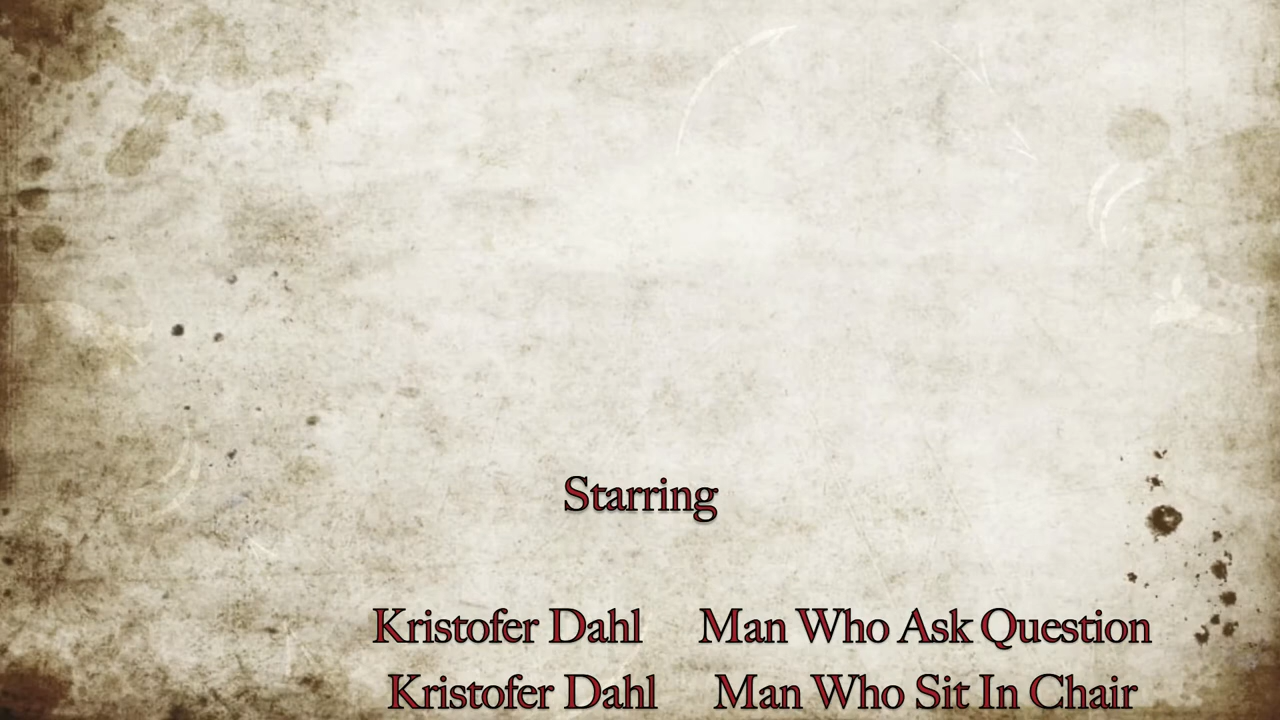 Starring
Kristofer Dahl Man Who Ask Question
Kristofer Dahl Man Who Sit In Chair